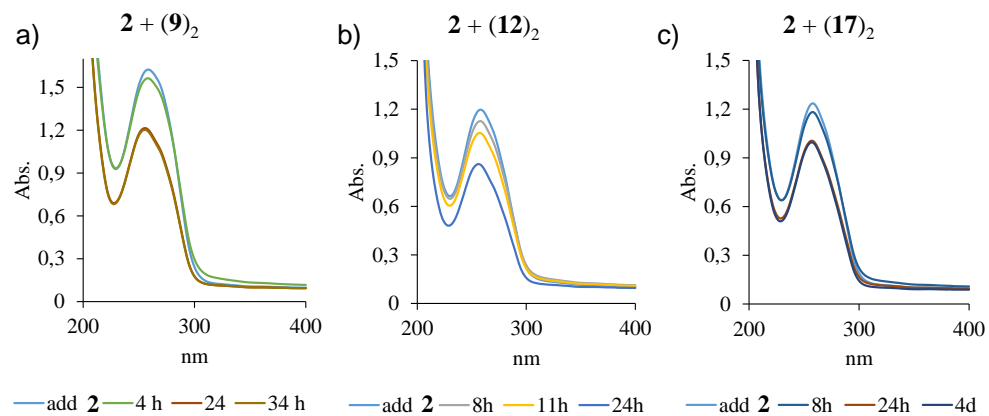 a)
2 + (9)₂
1,5
1,2
0,9
0,6
0,3
0
Abs.
200
300
400
nm
add 2
4 h
24
34 h
b)
2 + (12)₂
1,5
1,2
0,9
0,6
0,3
0
Abs.
200
300
400
nm
add 2
8h
11h
24h
c)
2 + (17)₂
1,5
1,2
0,9
0,6
0,3
0
Abs.
200
300
400
nm
add 2
8h
24h
4d